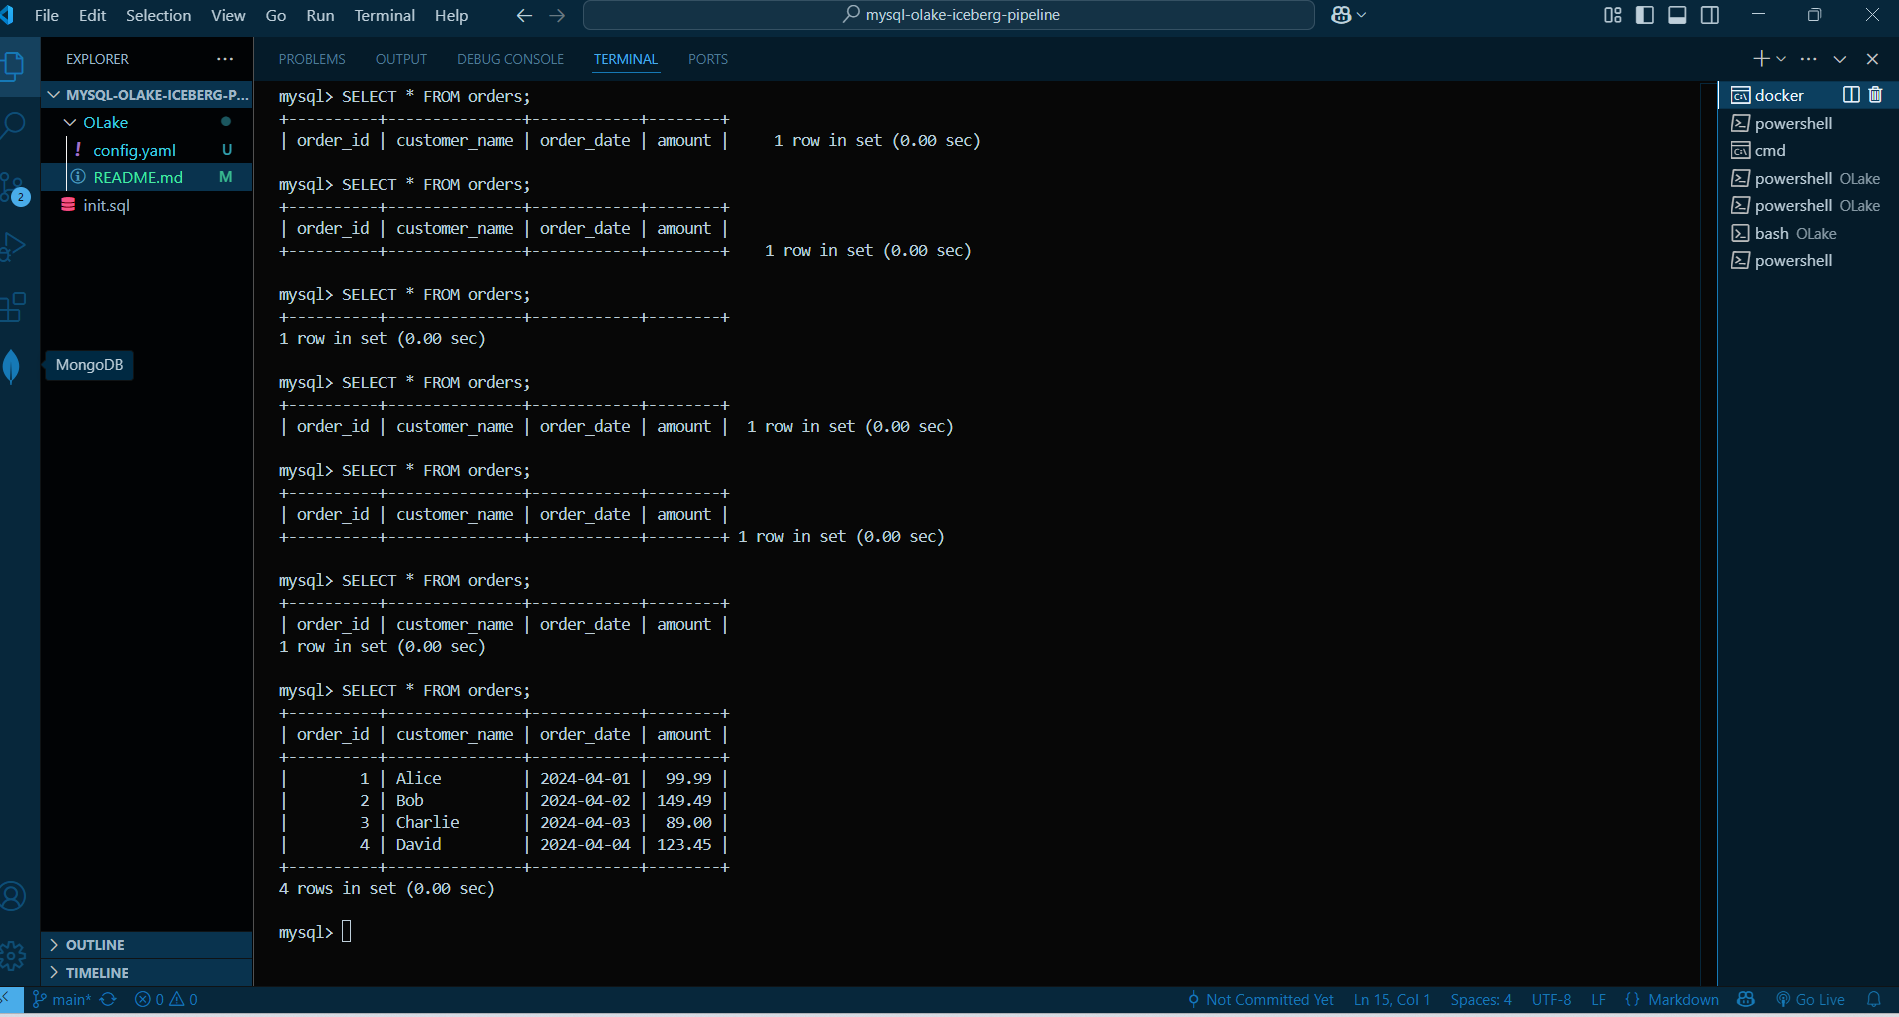 File Edit Selection View Go Run Terminal Help
mysql-olake-iceberg-pipeline
EXPLORER
MYSQL-OLAKE-ICEBERG-P...
OLake
! config.yaml U
README.md M
init.sql
2
MongoDB
OUTLINE
TIMELINE
PROBLEMS OUTPUT DEBUG CONSOLE TERMINAL PORTS
mysql> SELECT * FROM orders;
+----------+---------------+------------+--------+
| order_id | customer_name | order_date | amount |     1 row in set (0.00 sec)
mysql> SELECT * FROM orders;
+----------+---------------+------------+--------+
| order_id | customer_name | order_date | amount |
+----------+---------------+------------+--------+    1 row in set (0.00 sec)
mysql> SELECT * FROM orders;
+----------+---------------+------------+--------+
1 row in set (0.00 sec)
mysql> SELECT * FROM orders;
+----------+---------------+------------+--------+
| order_id | customer_name | order_date | amount |  1 row in set (0.00 sec)
mysql> SELECT * FROM orders;
+----------+---------------+------------+--------+
| order_id | customer_name | order_date | amount |
+----------+---------------+------------+--------+ 1 row in set (0.00 sec)
mysql> SELECT * FROM orders;
+----------+---------------+------------+--------+
| order_id | customer_name | order_date | amount |
1 row in set (0.00 sec)
mysql> SELECT * FROM orders;
+----------+---------------+------------+--------+
| order_id | customer_name | order_date | amount |
+----------+---------------+------------+--------+
|        1 | Alice         | 2024-04-01 |  99.99 |
|        2 | Bob           | 2024-04-02 | 149.49 |
|        3 | Charlie       | 2024-04-03 |  89.00 |
|        4 | David         | 2024-04-04 | 123.45 |
+----------+---------------+------------+--------+
4 rows in set (0.00 sec)
mysql>
docker
powershell
cmd
powershell OLake
powershell OLake
bash OLake
powershell
main* 0 0 Not Committed Yet Ln 15, Col 1 Spaces: 4 UTF-8 LF {} Markdown Go Live